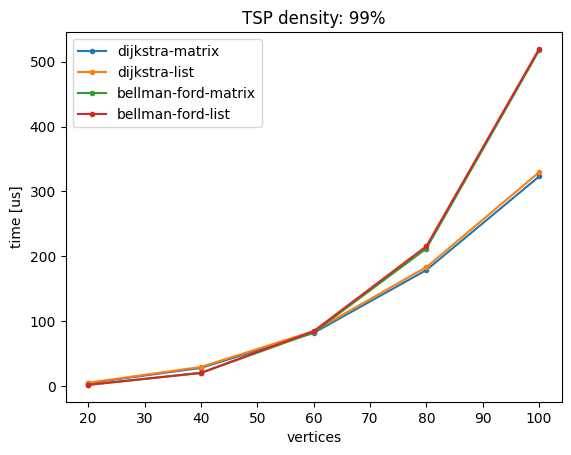 TSP density: 99%
dijkstra-matrix
dijkstra-list
bellman-ford-matrix
bellman-ford-list
time [us]
500
400
300
200
100
0
20 30 40 50 60 70 80 90 100
vertices